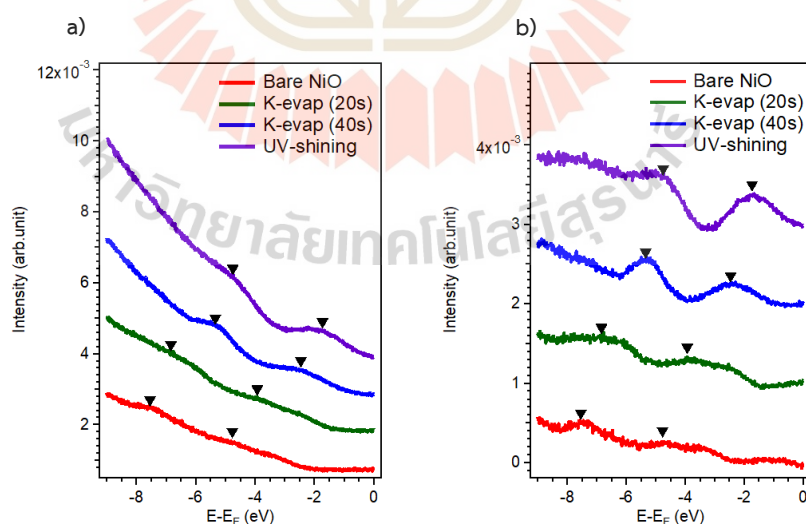 a)
12x10⁻³
10
8
6
4
2
Intensity (arb.unit)
-8
-6
-4
-2
0
E-E_F (eV)
Bare NiO
K-evap (20s)
K-evap (40s)
UV-shining
b)
4x10⁻³
3
2
1
0
Intensity (arb.unit)
-8
-6
-4
-2
0
E-E_F (eV)
Bare NiO
K-evap (20s)
K-evap (40s)
UV-shining
มหาวิทยาลัยเทคโนโลยีสุรนารี